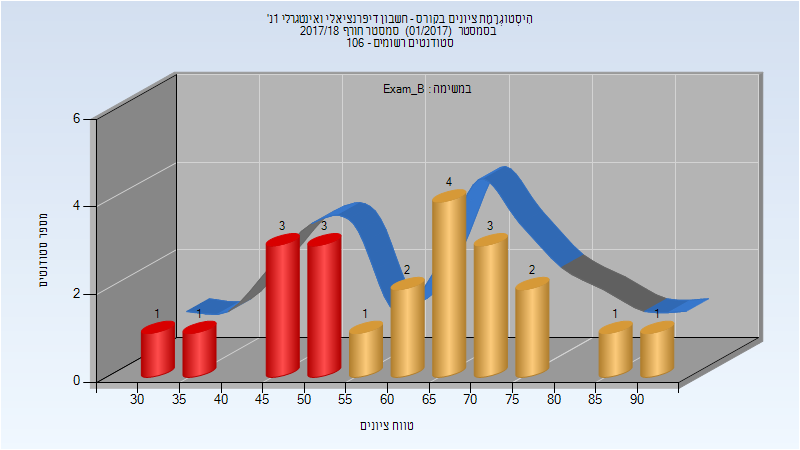 הִיסְטוֹגְרַמַת ציונים בקורס - חשבון דיפרנציאלי ואינטגרלי 1נ'
בסמסטר (01/2017) סמסטר חורף 2017/18
סטודנטים רשומים - 106
במשימה : Exam_B
מספר סטודנטים
6
4
2
0
1 1 3 3 1 2 4 3 2 1 1
30 35 40 45 50 55 60 65 70 75 80 85 90
טווח ציונים